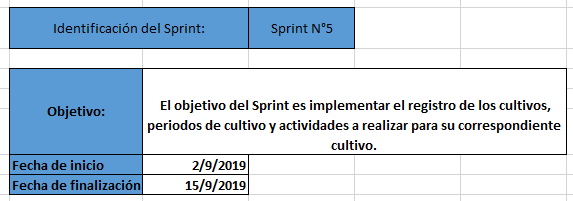 Identificación del Sprint: Sprint N°5
El objetivo del Sprint es implementar el registro de los cultivos,
Objetivo: periodos de cultivo y actividades a realizar para su correspondiente
cultivo.
Fecha de inicio 2/9/2019
Fecha de finalización 15/9/2019